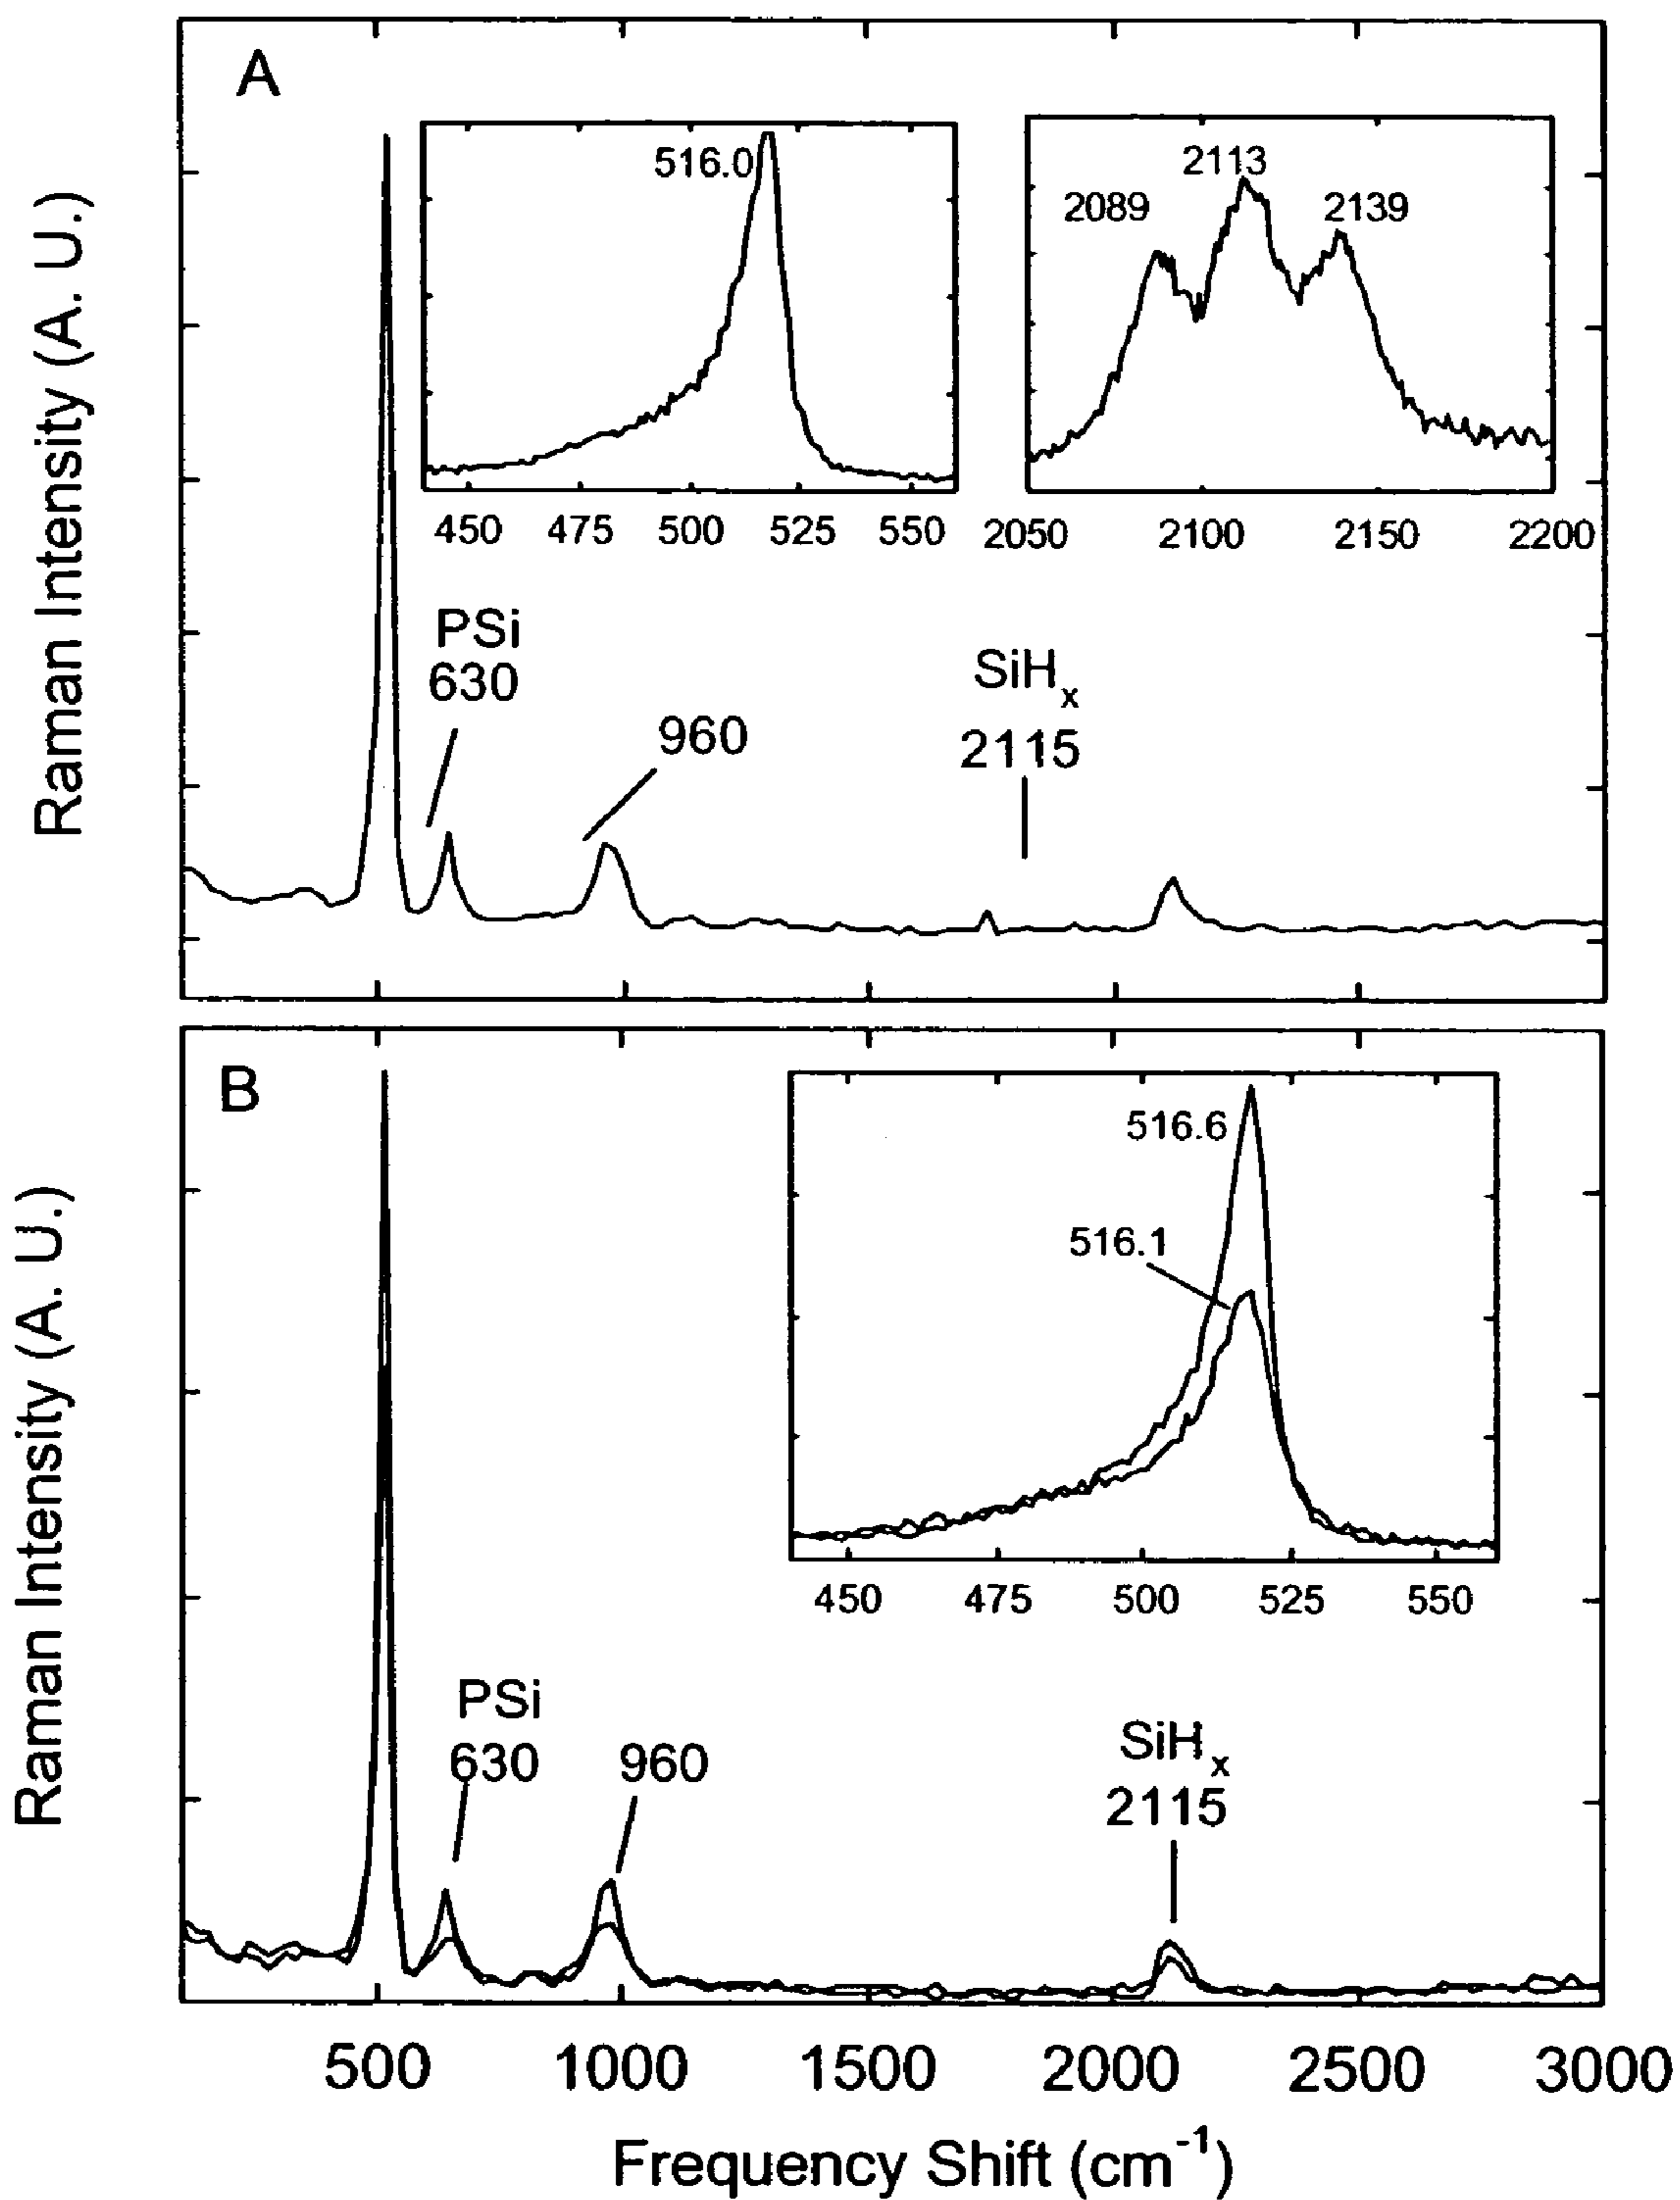 A
Raman Intensity (A. U.)
516.0
450 475 500 525 550
2089
2113
2139
2050 2100 2150 2200
PSi
630
960
SiHx
2115
B
Raman Intensity (A. U.)
516.6
516.1
450 475 500 525 550
PSi
630
960
SiHx
2115
500 1000 1500 2000 2500 3000
Frequency Shift (cm-1)